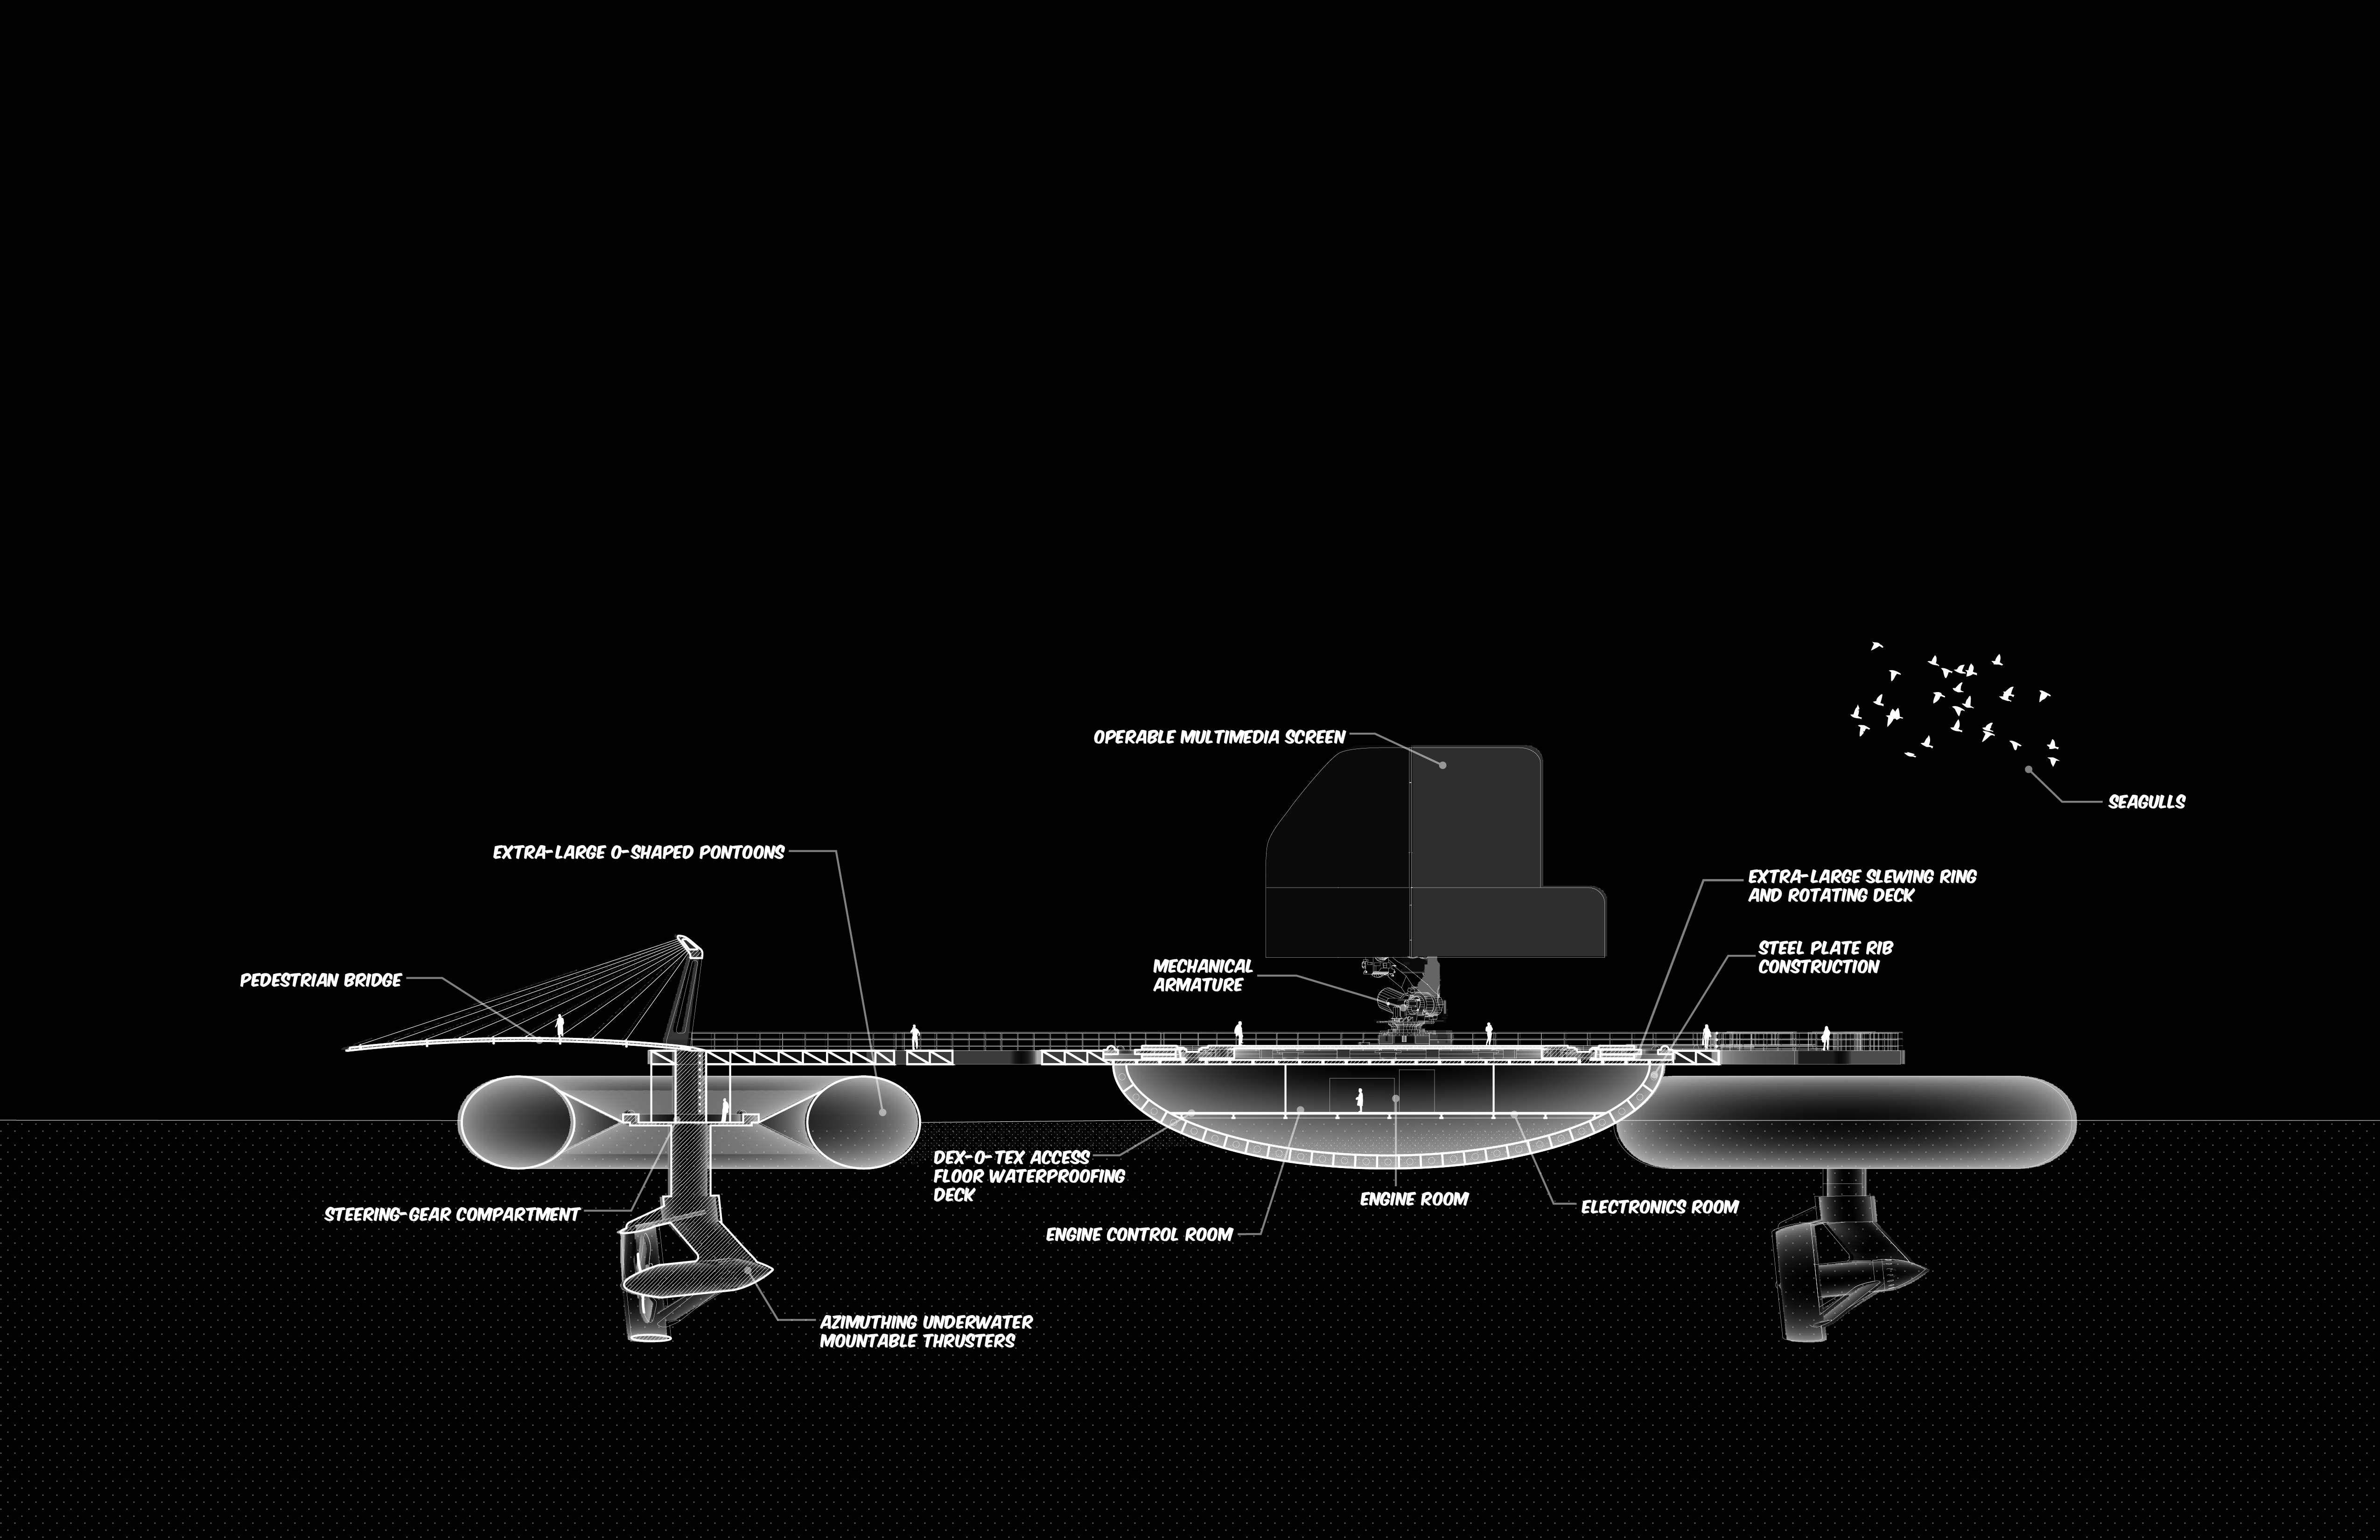 OPERABLE MULTIMEDIA SCREEN
SEAGULLS
EXTRA-LARGE O-SHAPED PONTOONS
EXTRA-LARGE SLEWING RING
AND ROTATING DECK
STEEL PLATE RIB
CONSTRUCTION
PEDESTRIAN BRIDGE
MECHANICAL
ARMATURE
DEX-O-TEX ACCESS
FLOOR WATERPROOFING
DECK
ENGINE ROOM
ELECTRONICS ROOM
STEERING-GEAR COMPARTMENT
ENGINE CONTROL ROOM
AZIMUTHING UNDERWATER
MOUNTABLE THRUSTERS